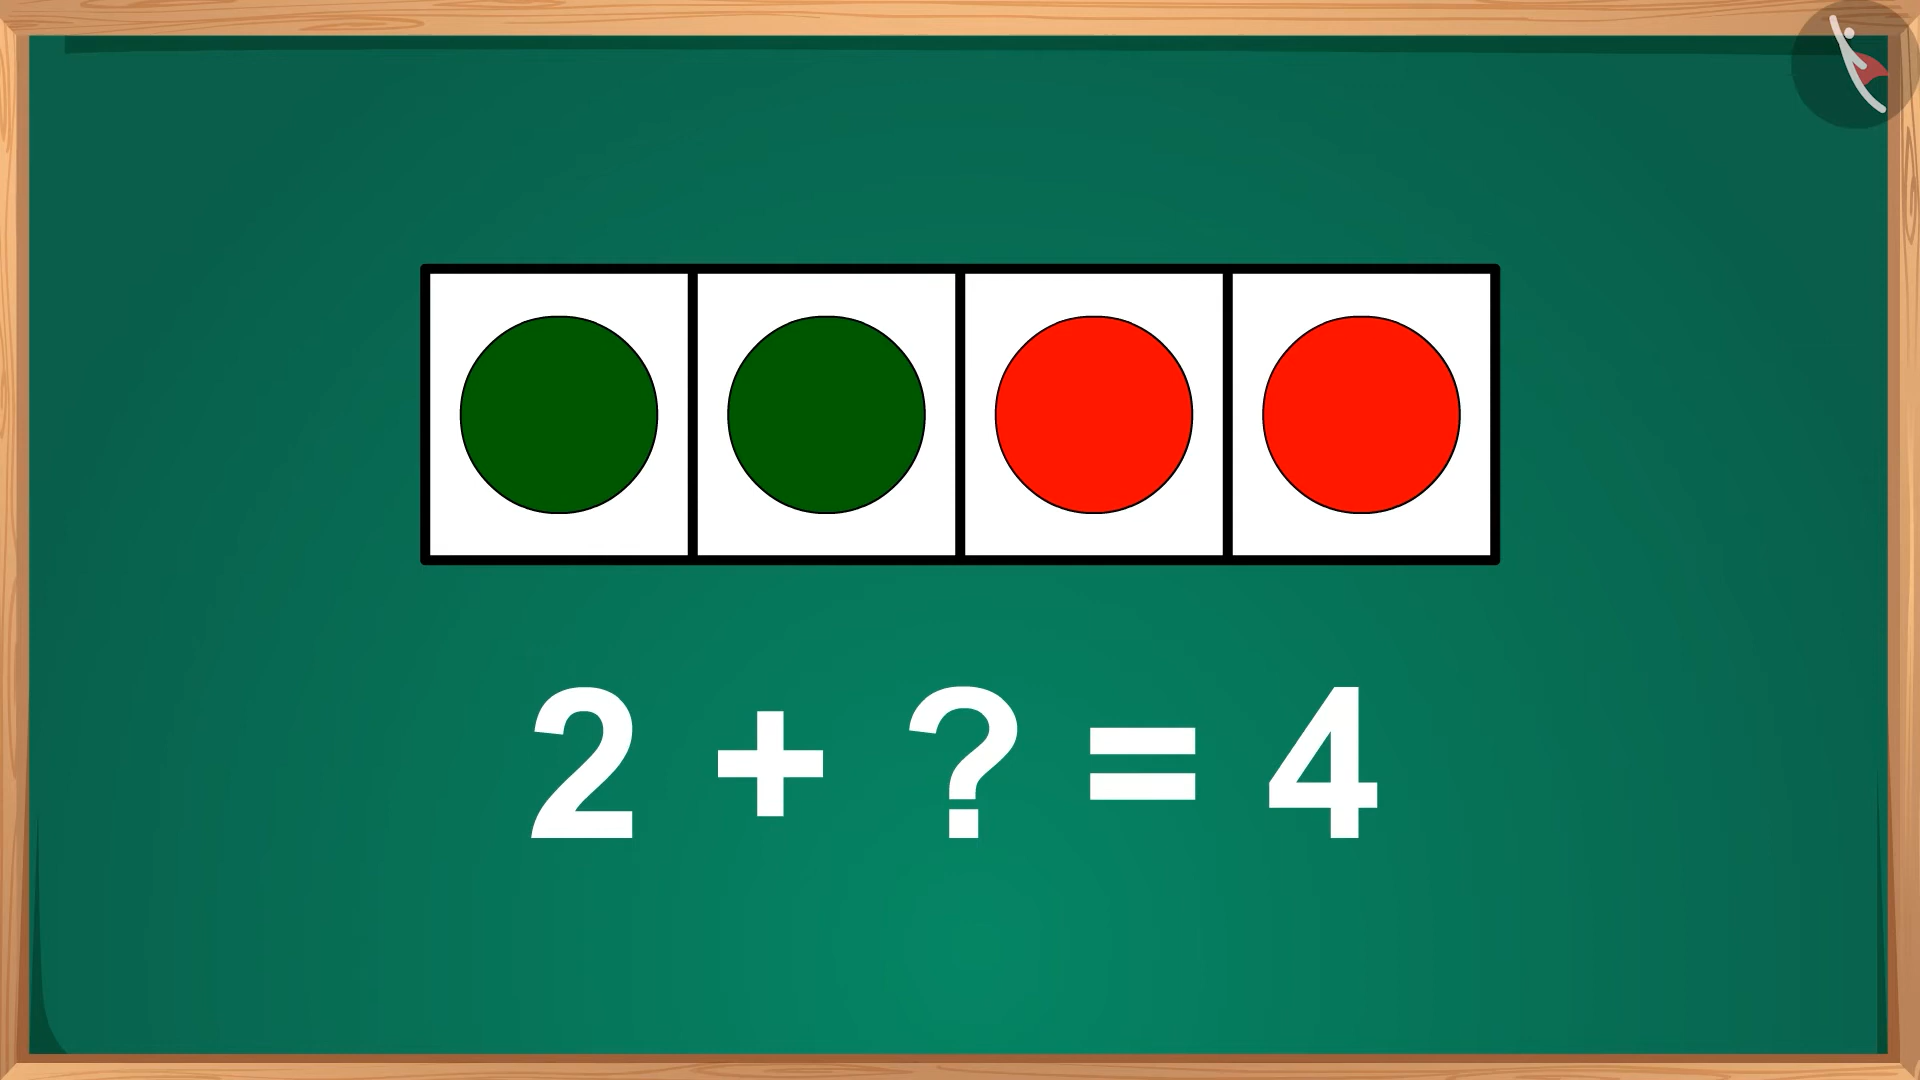 2 + ? = 4